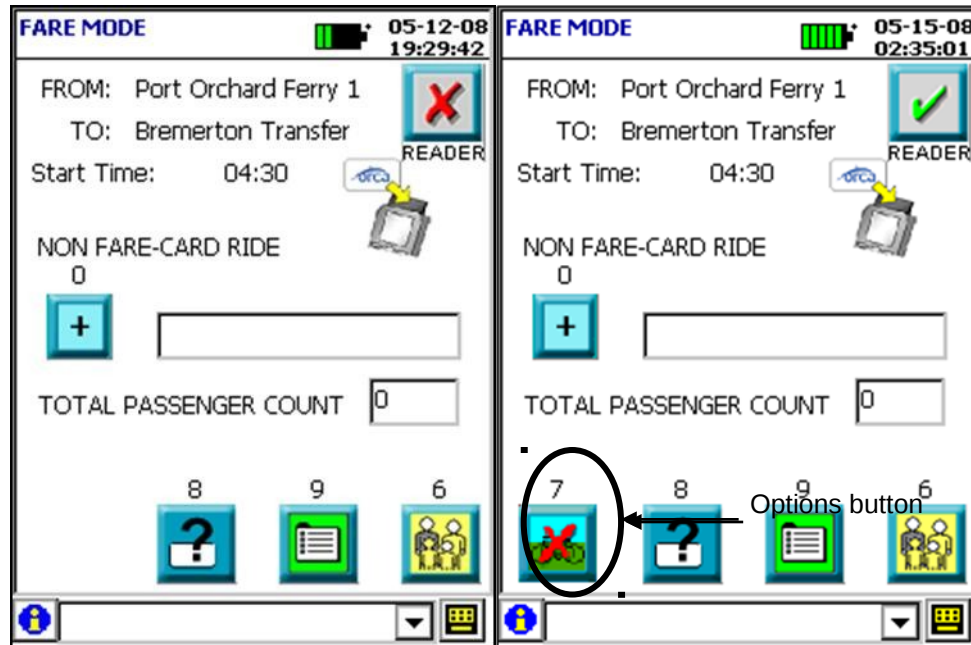 FARE MODE
05-12-08
19:29:42
FROM: Port Orchard Ferry 1
TO: Bremerton Transfer
READER
Start Time: 04:30
orca
NON FARE-CARD RIDE
0
+
TOTAL PASSENGER COUNT 0
8 9 6
?
FARE MODE
05-15-08
02:35:01
FROM: Port Orchard Ferry 1
TO: Bremerton Transfer
READER
Start Time: 04:30
orca
NON FARE-CARD RIDE
0
+
TOTAL PASSENGER COUNT 0
7 8 9 6
Options button
?